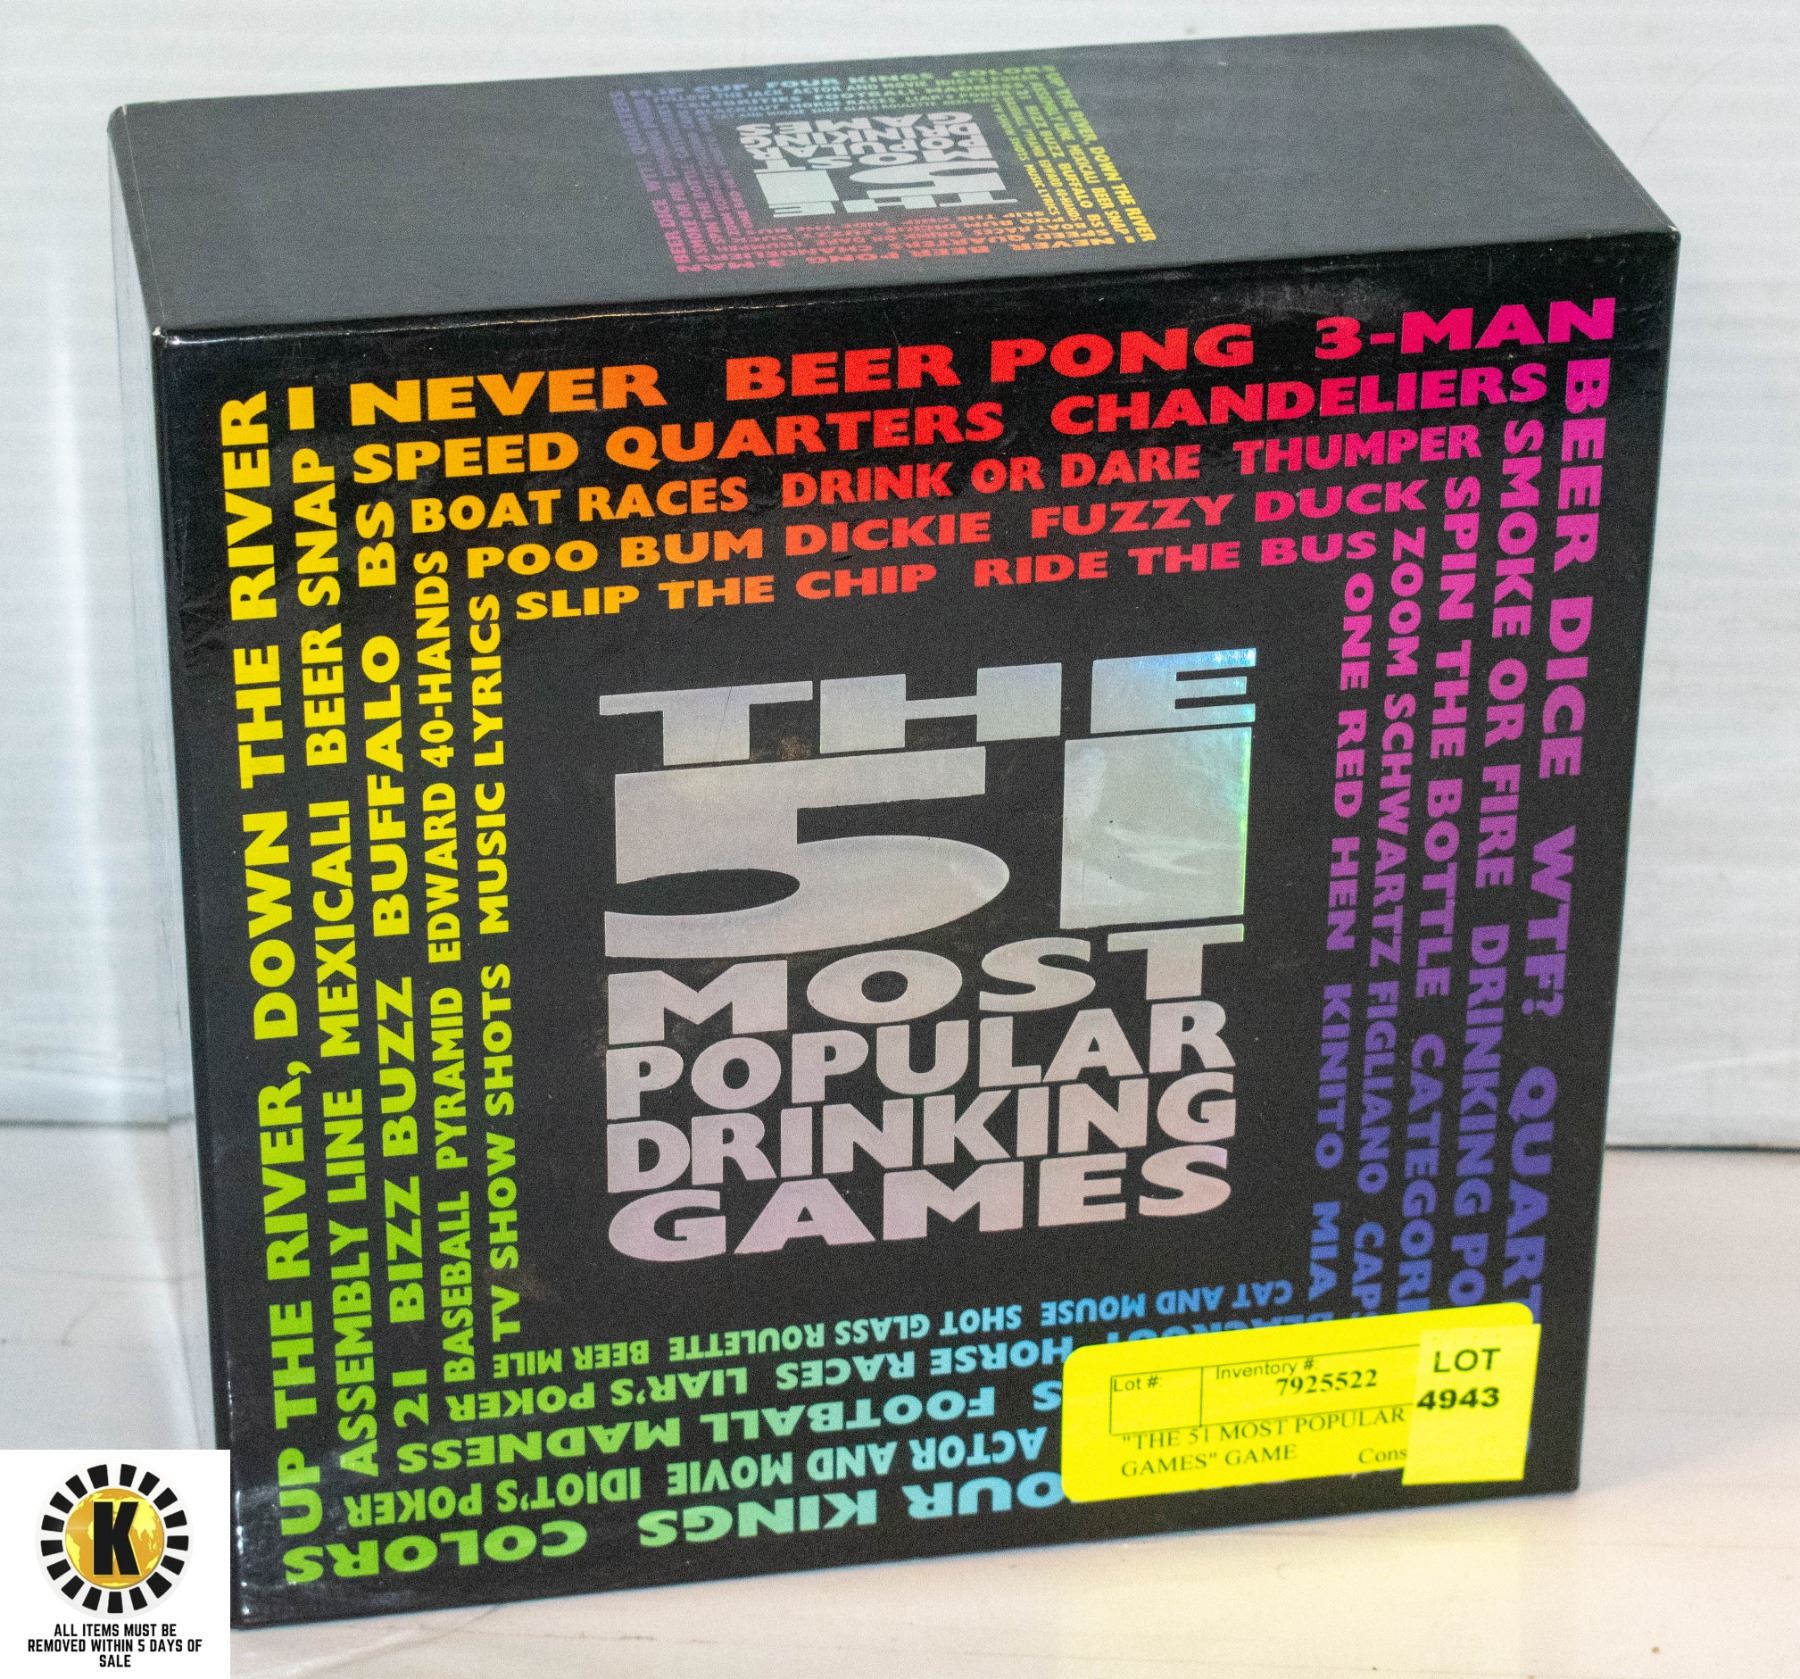 I NEVER BEER PONG 3-MAN
SPEED QUARTERS CHANDELIERS
BOAT RACES DRINK OR DARE THUMPER
POO BUM DICKIE FUZZY DUCK
SLIP THE CHIP RIDE THE BUS
BEER DICE WTF? QUART
SMOKE OR FIRE DRINKING PO
SPIN THE BOTTLE CATEGORI
ZOOM SCHWARTZ FIGLIANO CAP
ONE RED HEN KINITO MIA
THE
51
MOST
POPULAR
DRINKING
GAMES
UP THE RIVER, DOWN THE RIVER
ASSEMBLY LINE MEXICALI BEER SNAP
21 BIZZ BUZZ BUFFALO BS
BASEBALL PYRAMID EDWARD 40-HANDS
TV SHOW SHOTS MUSIC LYRICS
CAT AND MOUSE SHOT GLASS ROULETTE BEER MILE
HORSE RACES LIAR'S POKER
S FOOTBALL MADNESS
ACTOR AND MOVIE IDIOT'S POKER
OUR KINGS COLORS
Lot #:
Inventory #:
7925522
"THE 51 MOST POPULAR
GAMES" GAME Cons
LOT
4943
K
ALL ITEMS MUST BE
REMOVED WITHIN 5 DAYS OF
SALE